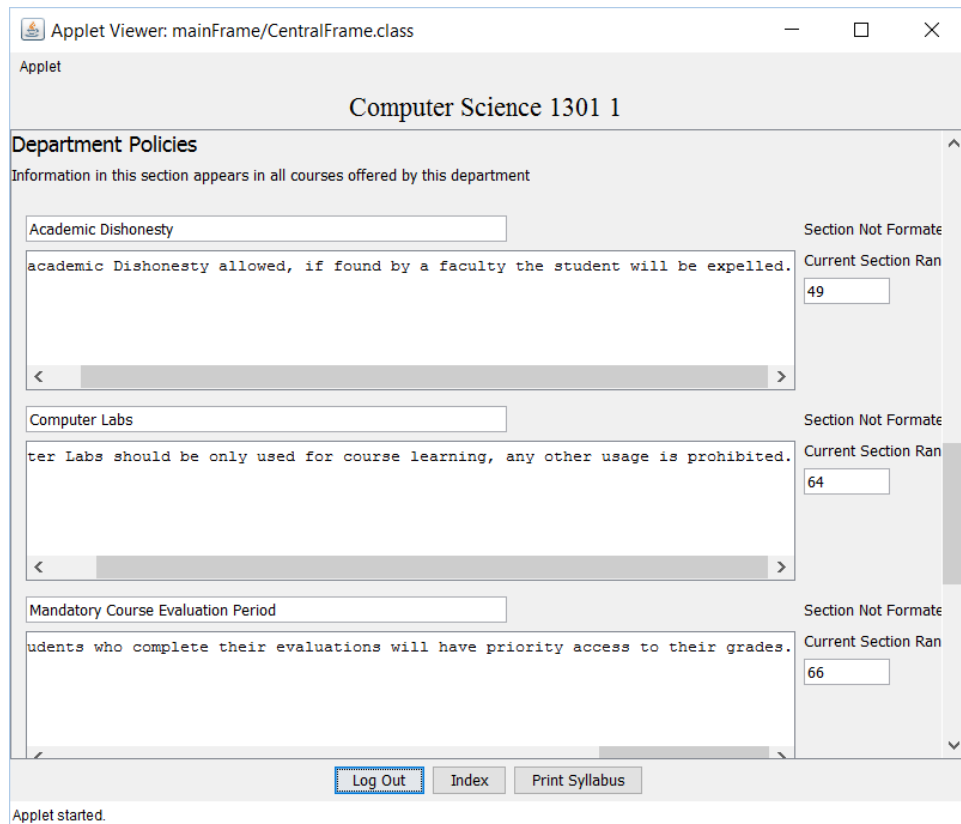 Applet Viewer: mainFrame/CentralFrame.class
Applet
Computer Science 1301 1
Department Policies
Information in this section appears in all courses offered by this department
Academic Dishonesty
Section Not Formate
academic Dishonesty allowed, if found by a faculty the student will be expelled.
Current Section Ran
49
Computer Labs
Section Not Formate
ter Labs should be only used for course learning, any other usage is prohibited.
Current Section Ran
64
Mandatory Course Evaluation Period
Section Not Formate
udents who complete their evaluations will have priority access to their grades.
Current Section Ran
66
Log Out Index Print Syllabus
Applet started.